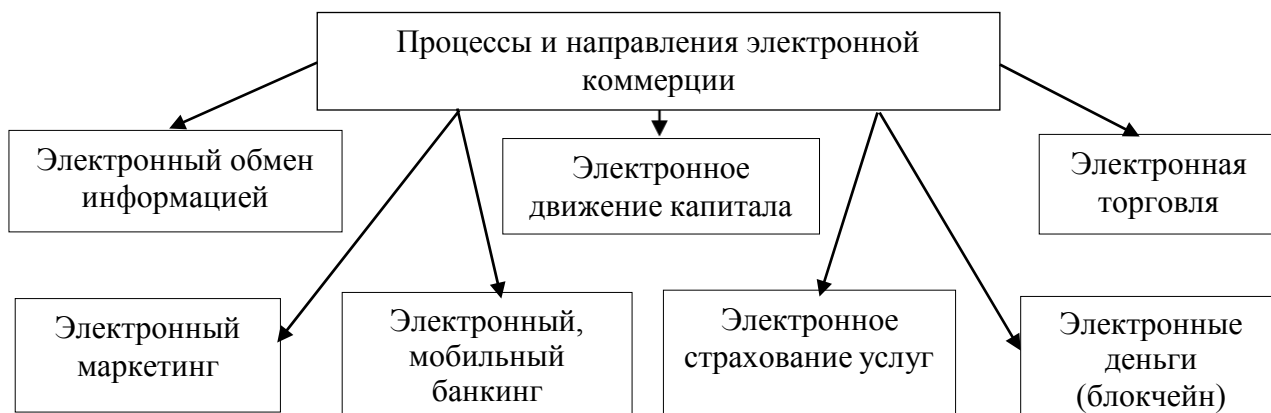 Процессы и направления электронной
коммерции
Электронный обмен
информацией
Электронное
движение капитала
Электронная
торговля
Электронный
маркетинг
Электронный,
мобильный
банкинг
Электронное
страхование услуг
Электронные
деньги
(блокчейн)